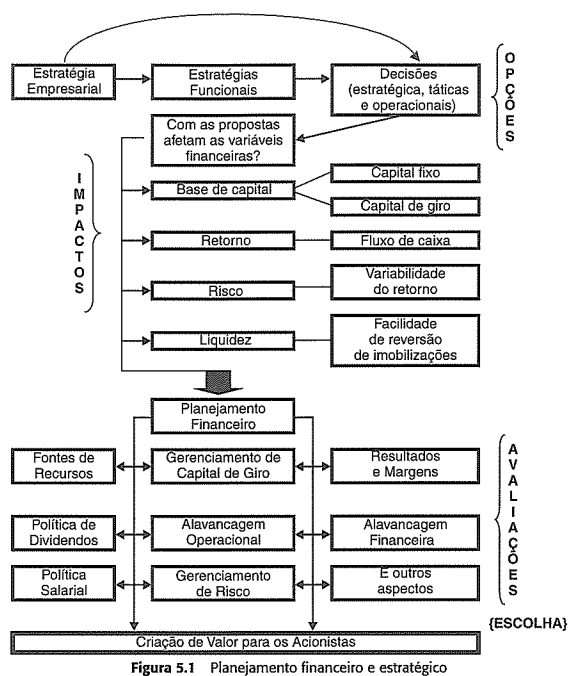 Estratégia
Empresarial
Estratégias
Funcionais
Decisões
(estratégica, táticas
e operacionais)
OPÇÕES
Com as propostas
afetam as variáveis
financeiras?
IMPACTOS
Base de capital
Capital fixo
Capital de giro
Retorno
Fluxo de caixa
Risco
Variabilidade
do retorno
Liquidez
Facilidade
de reversão
de imobilizações
Planejamento
Financeiro
Fontes de
Recursos
Gerenciamento de
Capital de Giro
Resultados
e Margens
Política de
Dividendos
Alavancagem
Operacional
Alavancagem
Financeira
Política
Salarial
Gerenciamento
de Risco
E outros
aspectos
AVALIAÇÕES
{ESCOLHA}
Criação de Valor para os Acionistas
Figura 5.1 Planejamento financeiro e estratégico